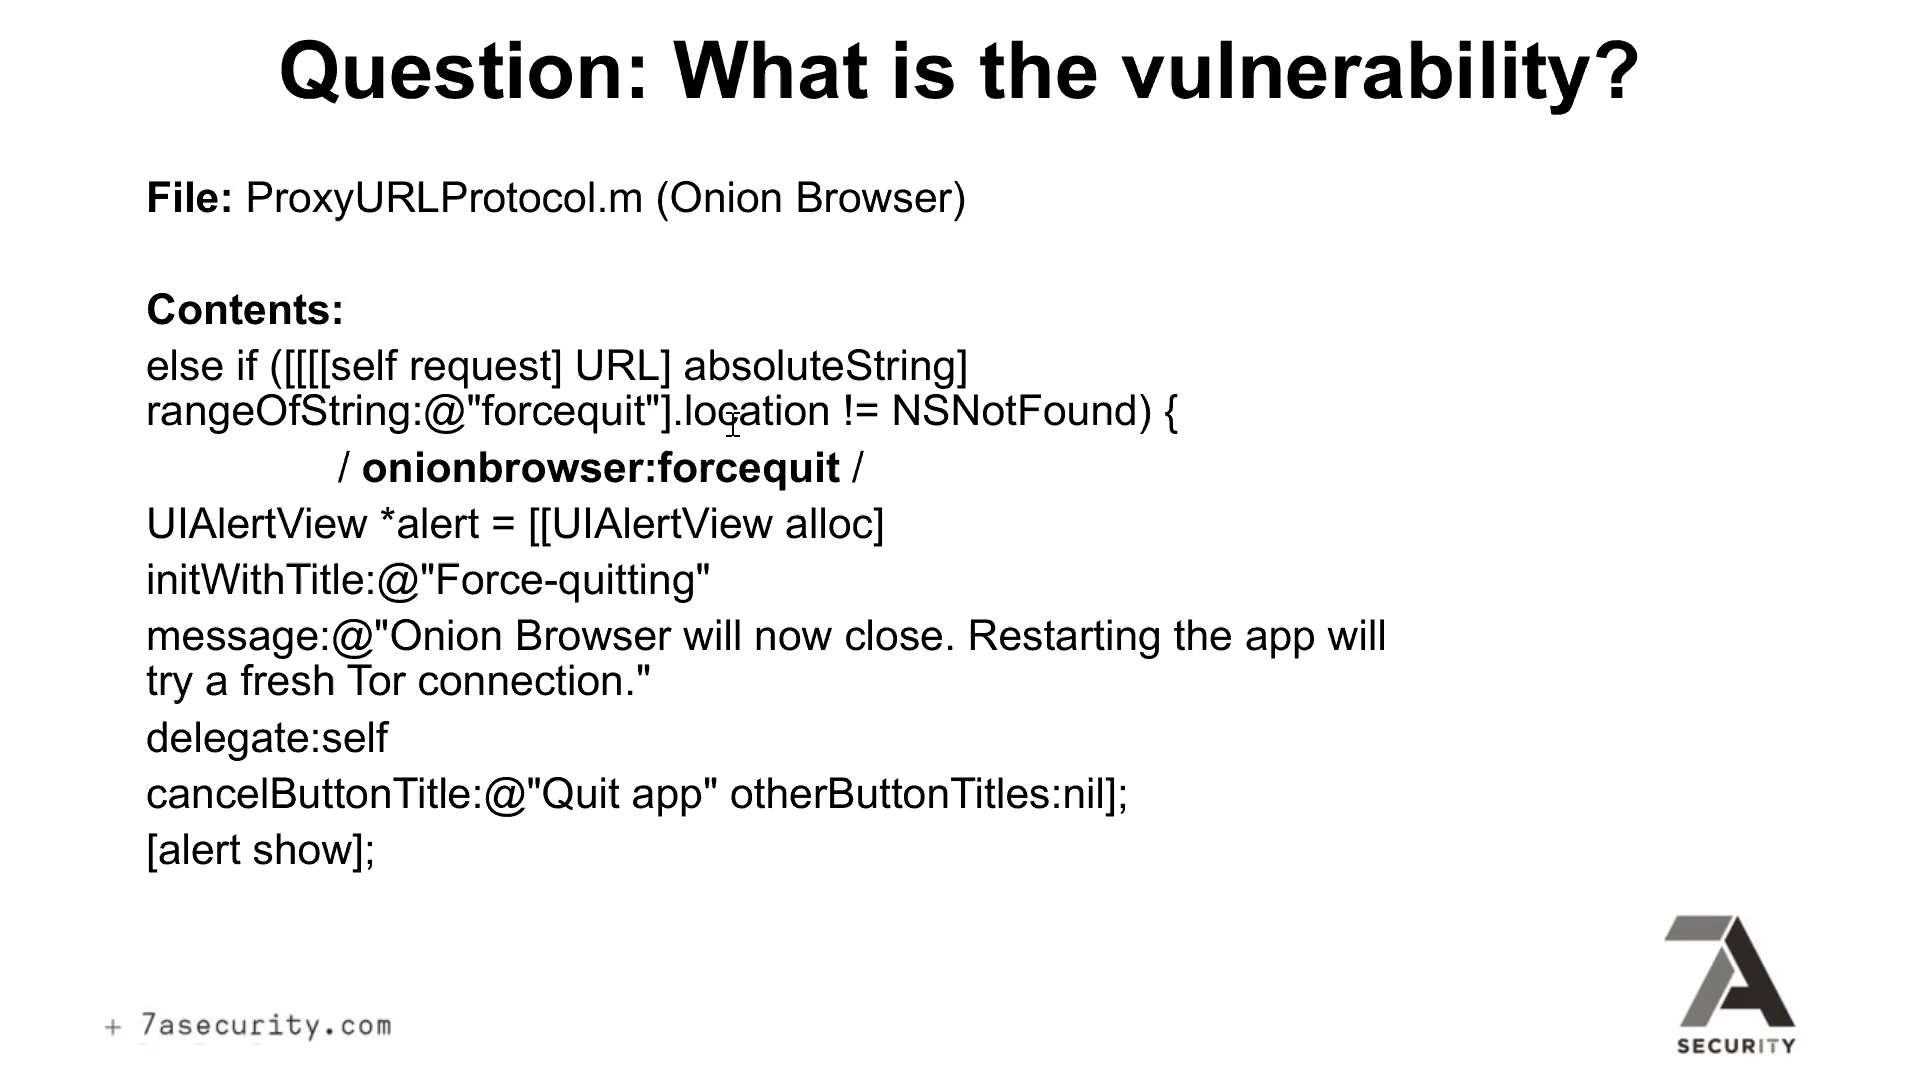 Question: What is the vulnerability?
File: ProxyURLProtocol.m (Onion Browser)
Contents:
else if ([[[[self request] URL] absoluteString]
rangeOfString:@"forcequit"].location != NSNotFound) {
/ onionbrowser:forcequit /
UIAlertView *alert = [[UIAlertView alloc]
initWithTitle:@"Force-quitting"
message:@"Onion Browser will now close. Restarting the app will
try a fresh Tor connection."
delegate:self
cancelButtonTitle:@"Quit app" otherButtonTitles:nil];
[alert show];
+ 7asecurity.com
7A
SECURITY